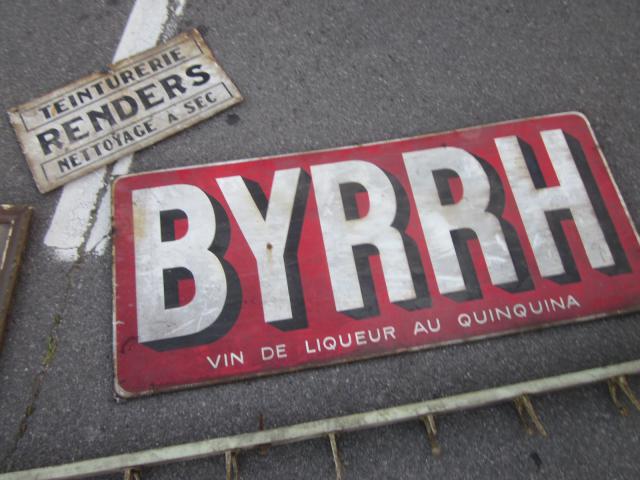 TEINTURERIE
RENDERS
NETTOYAGE A SEC
BYRRH
VIN DE LIQUEUR AU QUINQUINA